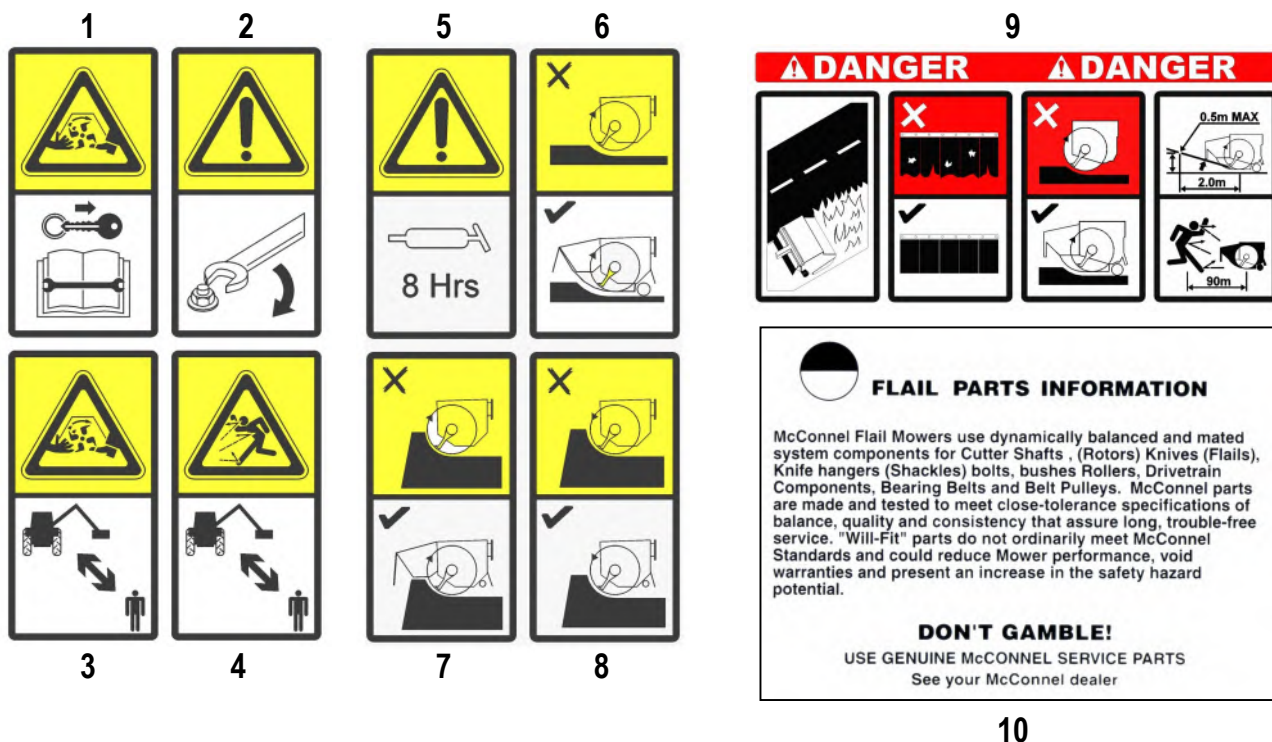 1
2
5
6
9
DANGER
DANGER
0.5m MAX
2.0m
8 Hrs
90m
3
4
7
8
FLAIL PARTS INFORMATION
McConnel Flail Mowers use dynamically balanced and mated
system components for Cutter Shafts , (Rotors) Knives (Flails),
Knife hangers (Shackles) bolts, bushes Rollers, Drivetrain
Components, Bearing Belts and Belt Pulleys. McConnel parts
are made and tested to meet close-tolerance specifications of
balance, quality and consistency that assure long, trouble-free
service. "Will-Fit" parts do not ordinarily meet McConnel
Standards and could reduce Mower performance, void
warranties and present an increase in the safety hazard
potential.
DON'T GAMBLE!
USE GENUINE McCONNEL SERVICE PARTS
See your McConnel dealer
10